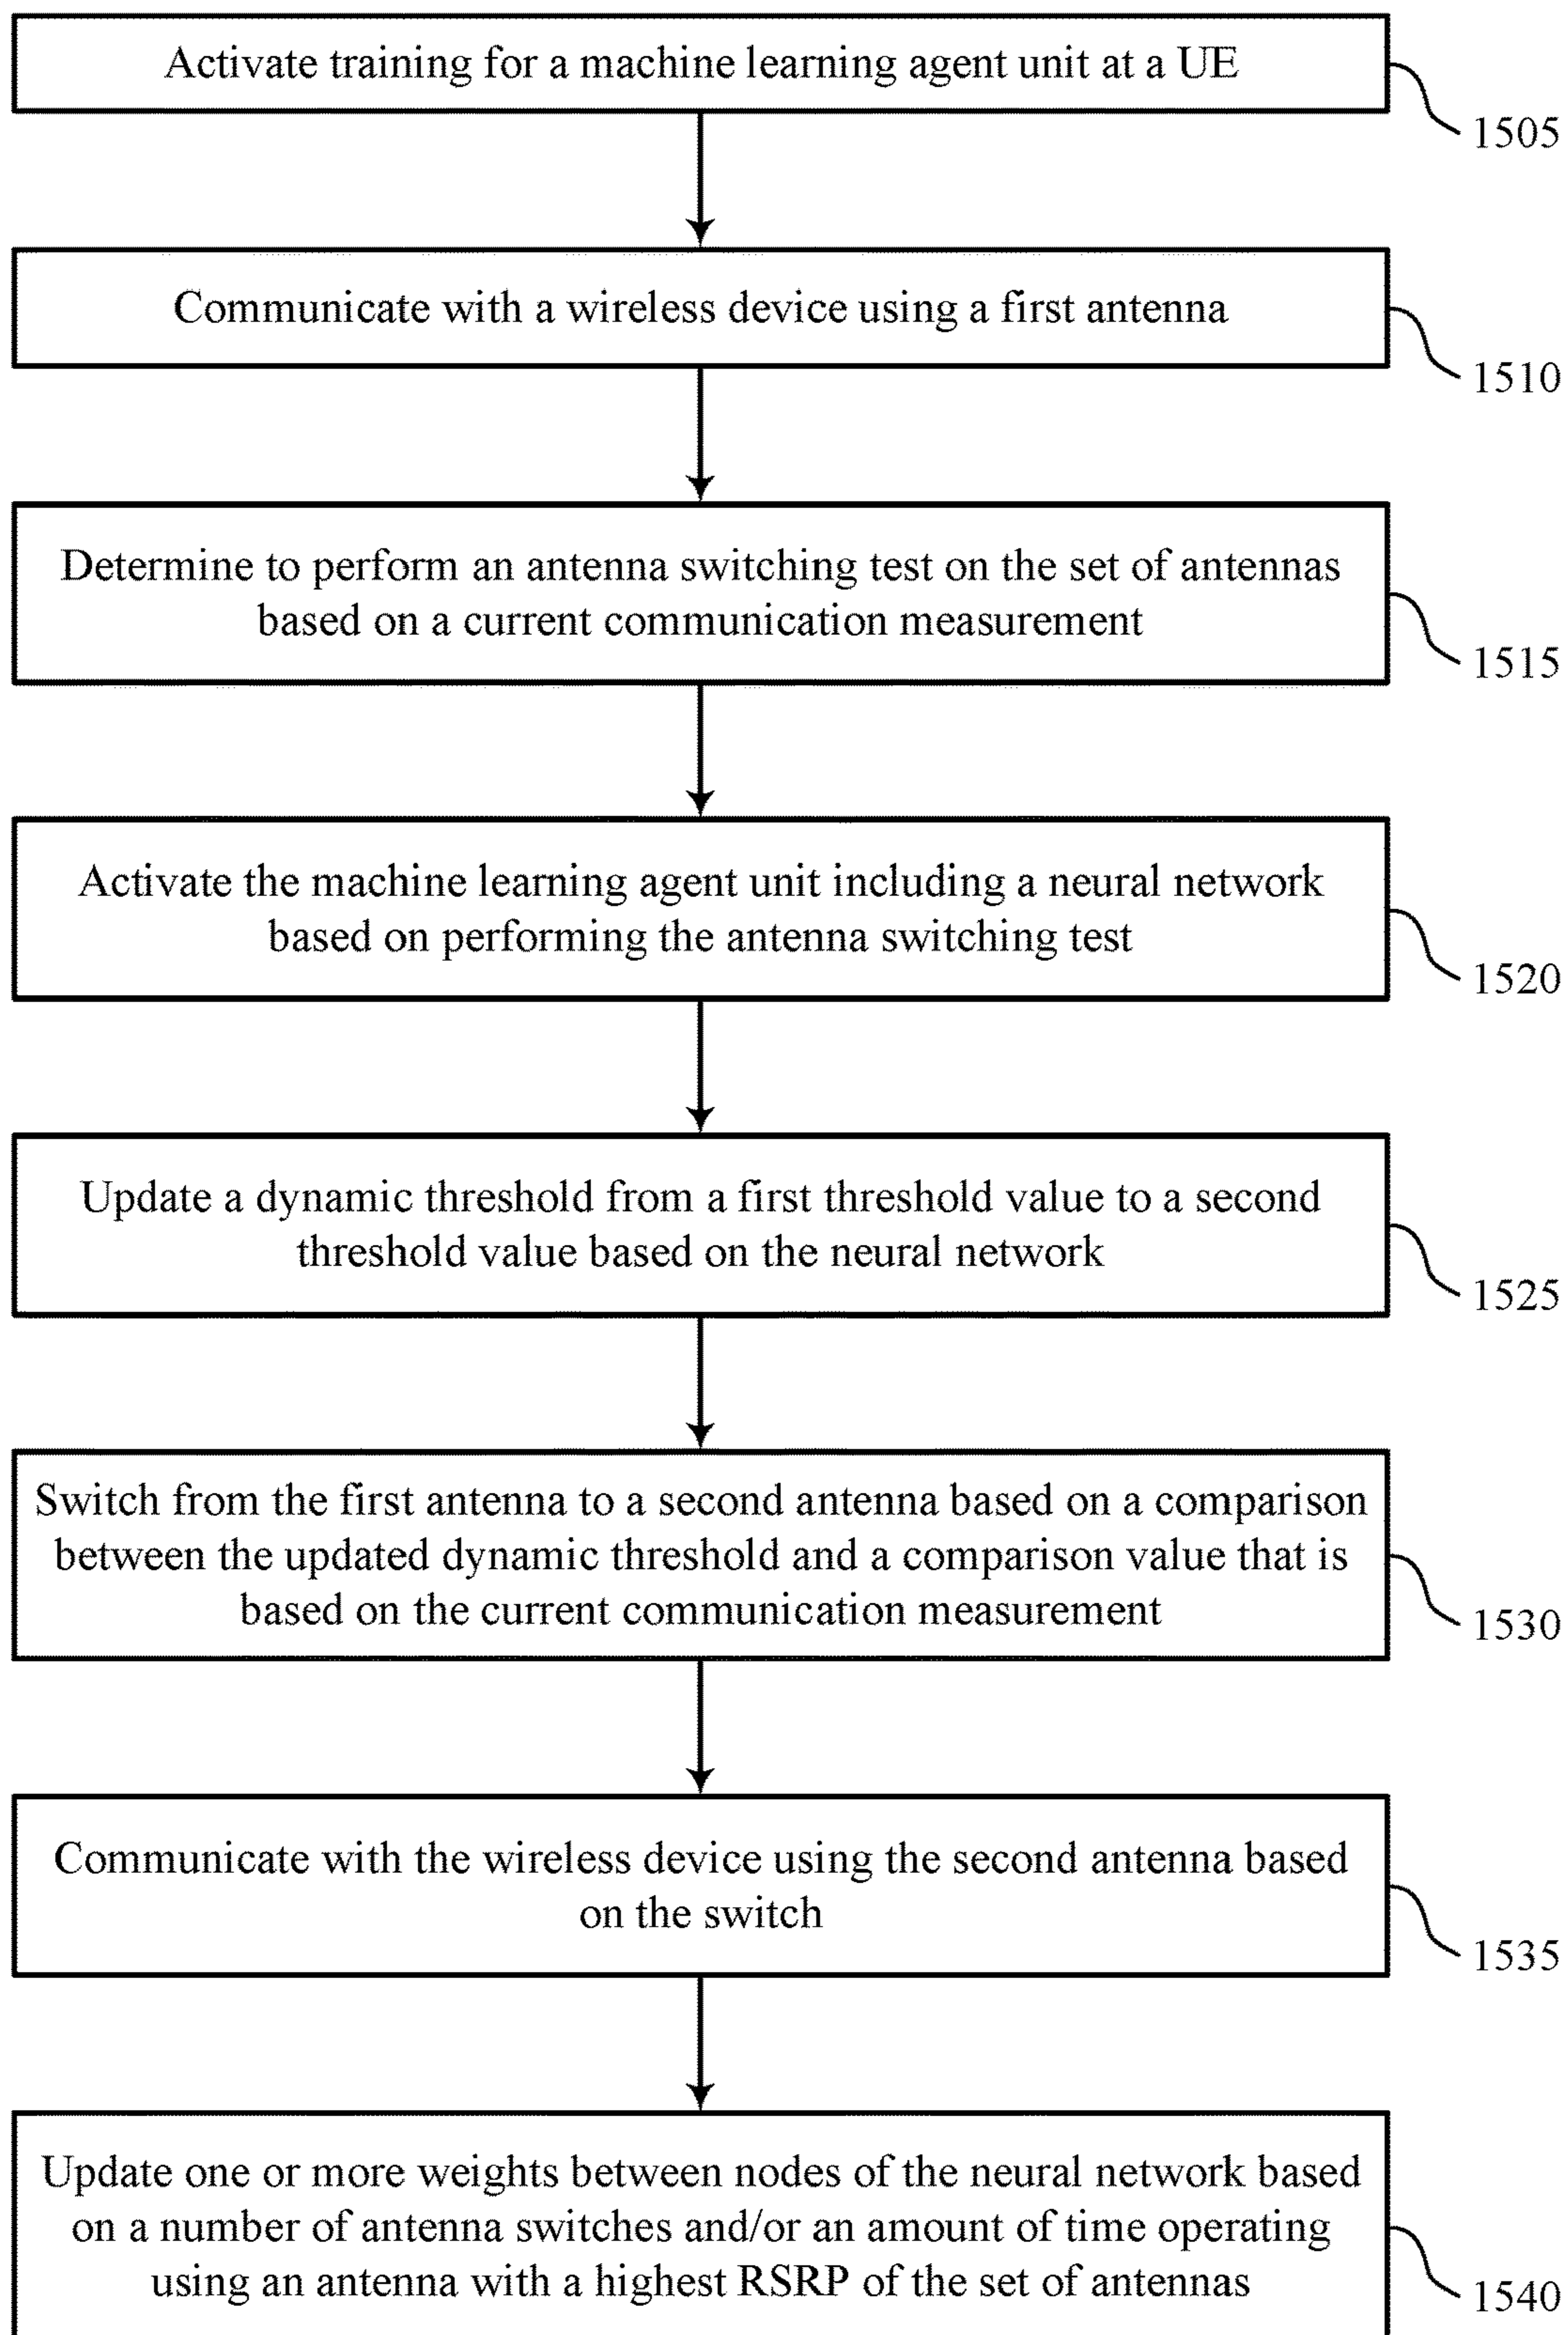 Activate training for a machine learning agent unit at a UE
1505
Communicate with a wireless device using a first antenna
1510
Determine to perform an antenna switching test on the set of antennas
based on a current communication measurement
1515
Activate the machine learning agent unit including a neural network
based on performing the antenna switching test
1520
Update a dynamic threshold from a first threshold value to a second
threshold value based on the neural network
1525
Switch from the first antenna to a second antenna based on a comparison
between the updated dynamic threshold and a comparison value that is
based on the current communication measurement
1530
Communicate with the wireless device using the second antenna based
on the switch
1535
Update one or more weights between nodes of the neural network based
on a number of antenna switches and/or an amount of time operating
using an antenna with a highest RSRP of the set of antennas
1540